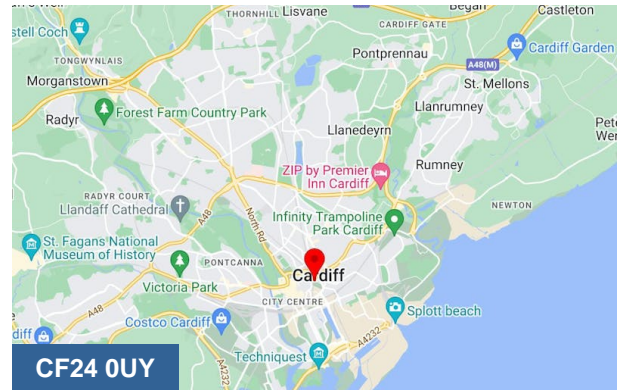 THORNHILL
Lisvane
Began
Castleton
CARDIFF GATE
stell Coch
TONGWYNLAIS
Pontprennau
A48(M)
Cardiff Garden
Morganstown
St. Mellons
Forest Farm Country Park
Radyr
Llanrumney
Llanedeyrn
ZIP by Premier
Inn Cardiff
Rumney
RADYR COURT
Llandaff Cathedral
A48
North Rd
NEWTON
Infinity Trampoline
Park Cardiff
St. Fagans National
Museum of History
PONTCANNA
Victoria Park
Cardiff
CITY CENTRE
A48
Costco Cardiff
Splott beach
A4232
diff
Techniquest
A4232
CF24 0UY